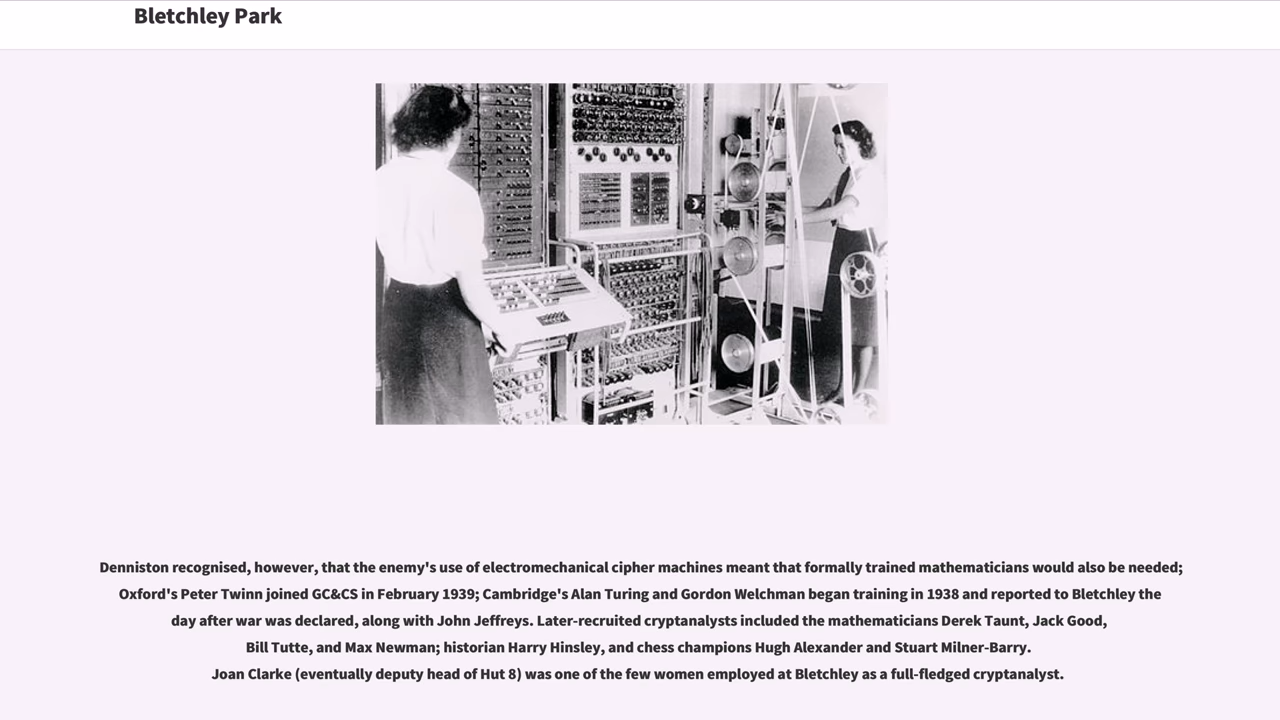 Bletchley Park
Denniston recognised, however, that the enemy's use of electromechanical cipher machines meant that formally trained mathematicians would also be needed;
Oxford's Peter Twinn joined GC&CS in February 1939; Cambridge's Alan Turing and Gordon Welchman began training in 1938 and reported to Bletchley the
day after war was declared, along with John Jeffreys. Later-recruited cryptanalysts included the mathematicians Derek Taunt, Jack Good,
Bill Tutte, and Max Newman; historian Harry Hinsley, and chess champions Hugh Alexander and Stuart Milner-Barry.
Joan Clarke (eventually deputy head of Hut 8) was one of the few women employed at Bletchley as a full-fledged cryptanalyst.